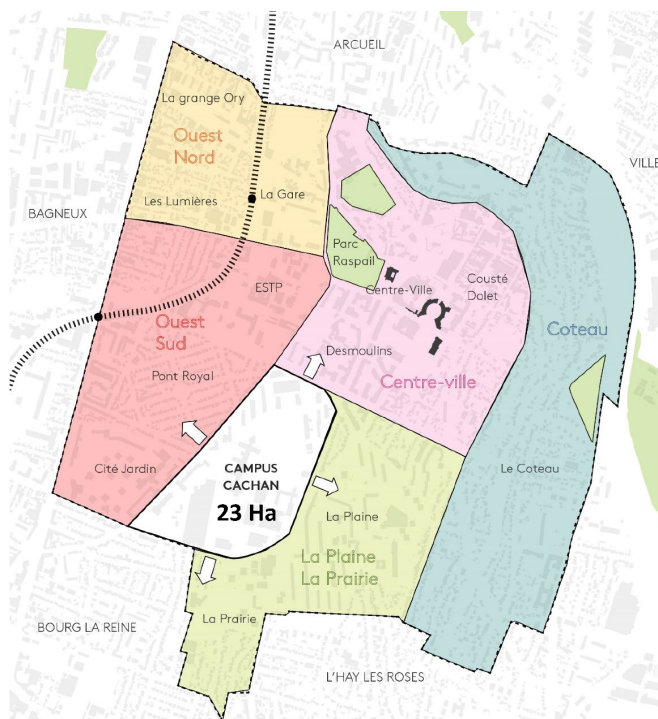 ARCUEIL
La grange Ory
Ouest
Nord
VILLE
Les Lumières
La Gare
BAGNEUX
Parc
Raspail
ESTP
Centre-Ville
Cousté
Dolet
Ouest
Sud
Coteau
Desmoulins
Pont Royal
Centre-ville
Cité Jardin
CAMPUS
CACHAN
23 Ha
Le Coteau
La Plaine
La Plaine
La Prairie
La Prairie
BOURG LA REINE
L'HAY LES ROSES